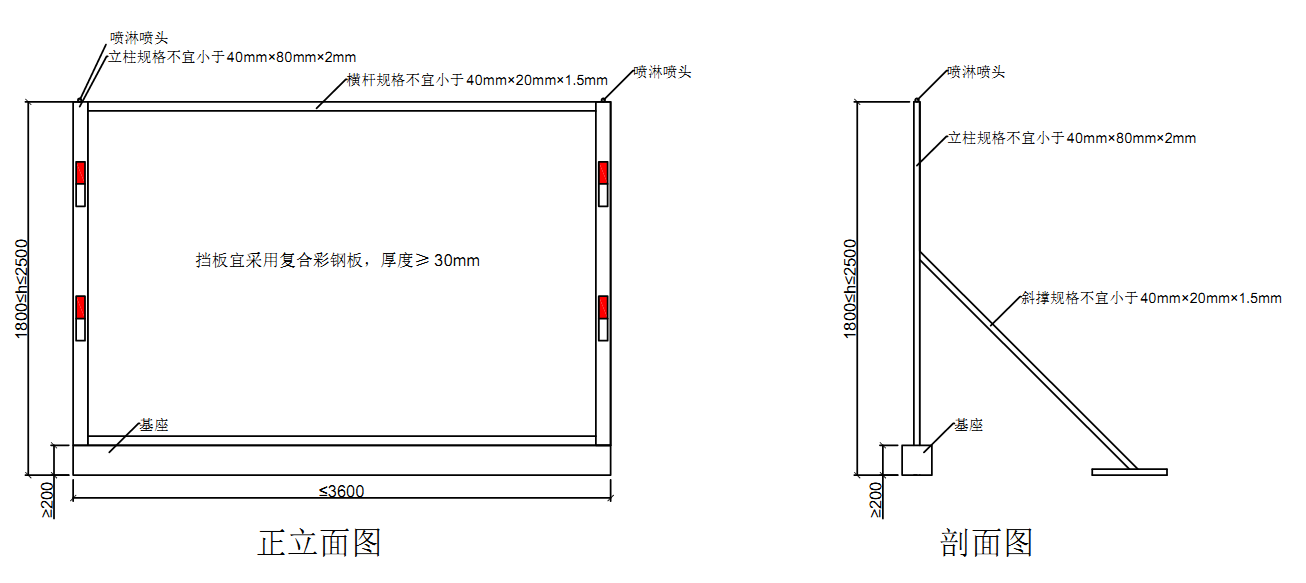 喷淋喷头
立柱规格不宜小于40mm×80mm×2mm
横杆规格不宜小于40mm×20mm×1.5mm
喷淋喷头
挡板宜采用复合彩钢板，厚度≥30mm
1800≤h≤2500
基座
≥200
≤3600
正立面图
喷淋喷头
立柱规格不宜小于40mm×80mm×2mm
1800≤h≤2500
斜撑规格不宜小于40mm×20mm×1.5mm
基座
≥200
剖面图